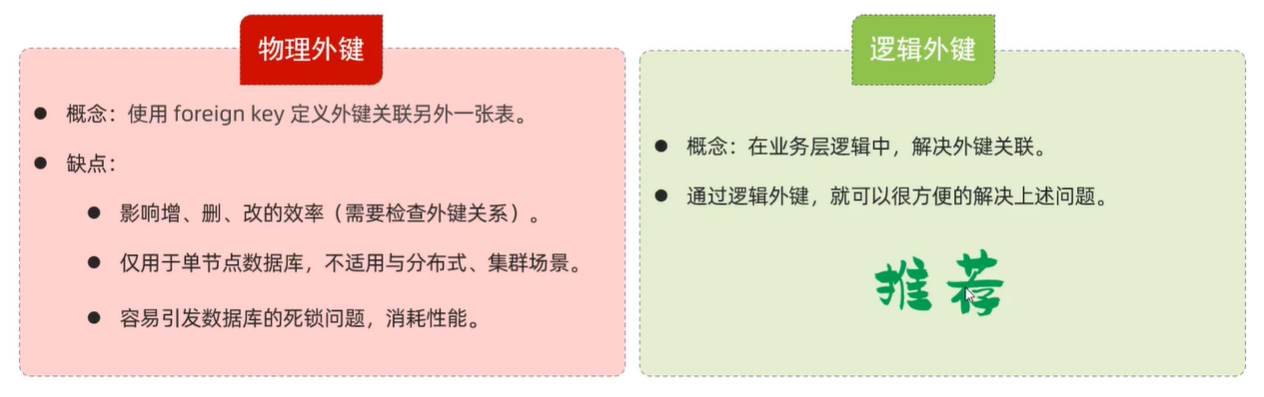 物理外键
概念：使用 foreign key 定义外键关联另外一张表。
缺点：
影响增、删、改的效率（需要检查外键关系）。
仅用于单节点数据库，不适用与分布式、集群场景。
容易引发数据库的死锁问题，消耗性能。
逻辑外键
概念：在业务层逻辑中，解决外键关联。
通过逻辑外键，就可以很方便的解决上述问题。
推荐